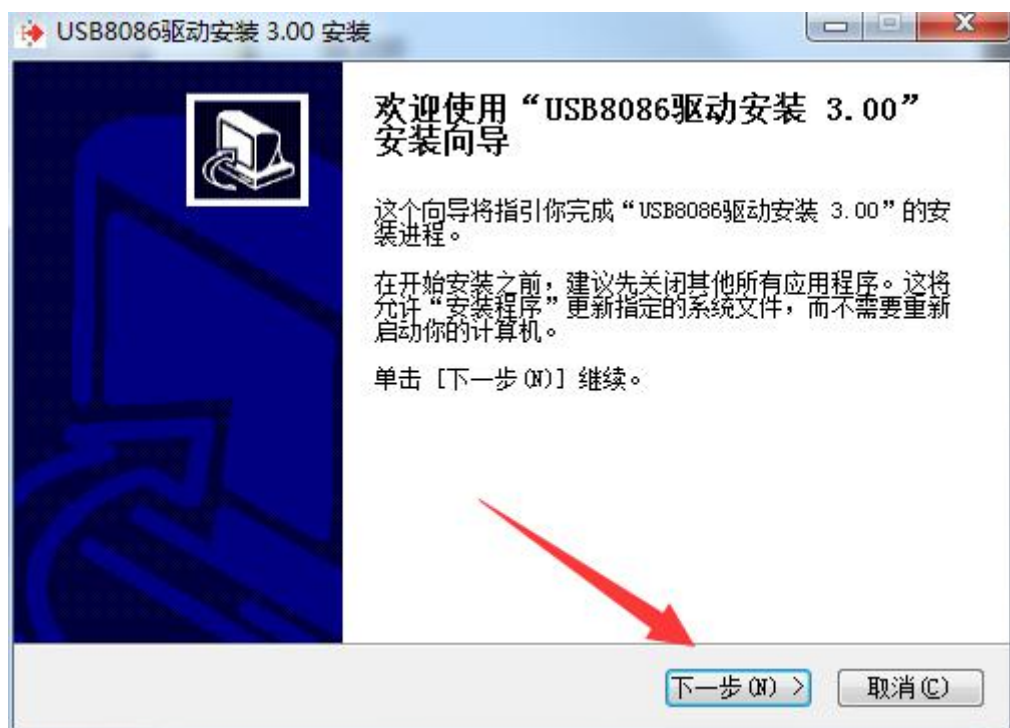 USB8086驱动安装 3.00 安装
欢迎使用“USB8086驱动安装 3.00”
安装向导
这个向导将指引你完成“USB8086驱动安装 3.00”的安
装进程。
在开始安装之前，建议先关闭其他所有应用程序。这将
允许“安装程序”更新指定的系统文件，而不需要重新
启动你的计算机。
单击 [下一步(N)] 继续。
下一步(N) >
取消(C)